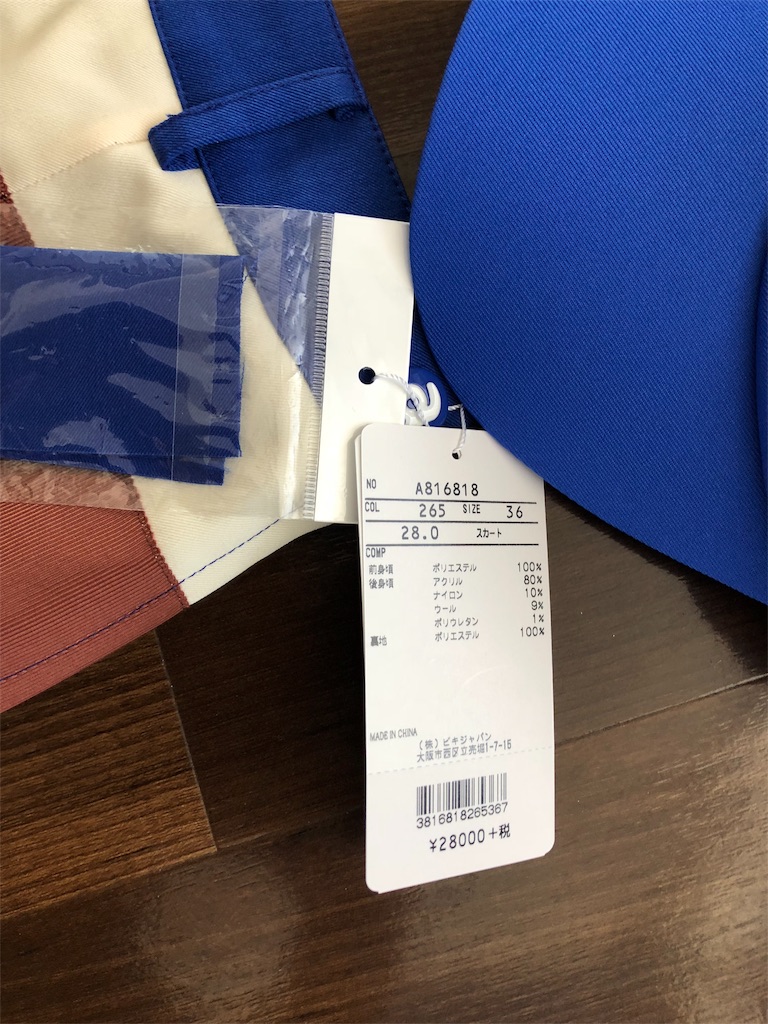 NO A816818
COL 265 SIZE 36
28.0 スカート
COMP
前身頃 ポリエステル 100%
後身頃 アクリル 80%
ナイロン 10%
ウール 9%
ポリウレタン 1%
裏地 ポリエステル 100%
MADE IN CHINA
(株)ビキジャパン
大阪市西区立売堀1-7-15
3816818265367
¥28000+税